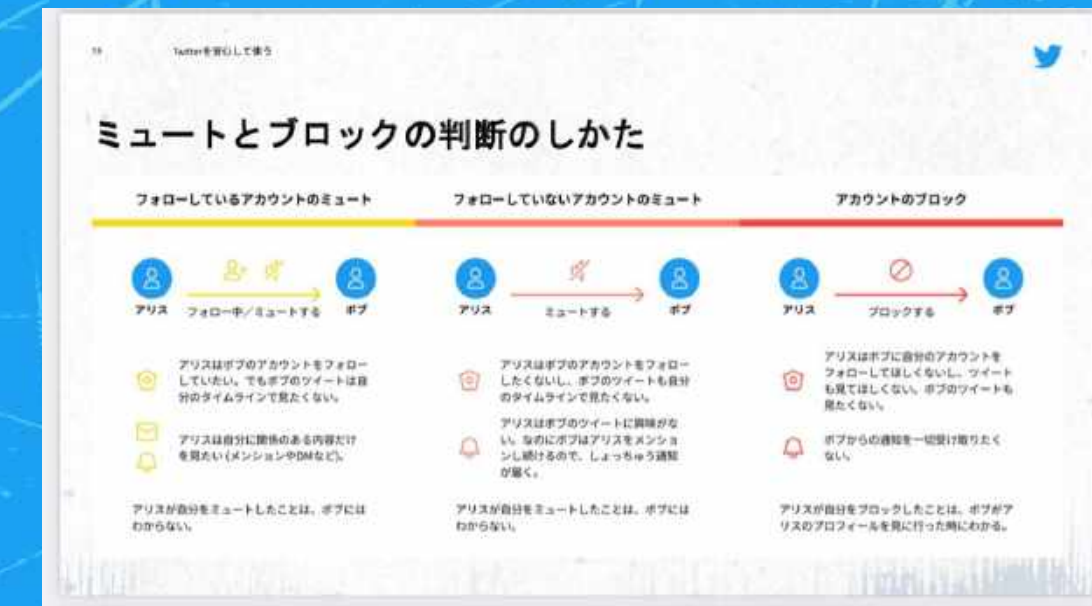 19 Twitterを安心して使う
ミュートとブロックの判断のしかた
フォローしているアカウントのミュート
フォローしていないアカウントのミュート
アカウントのブロック
アリス
フォロー中/ミュートする
ボブ
アリス
ミュートする
ボブ
アリス
ブロックする
ボブ
アリスはボブのアカウントをフォロー
していたい。でもボブのツイートは自
分のタイムラインで見たくない。
アリスは自分に関係のある内容だけ
を見たい (メンションやDMなど)。
アリスが自分をミュートしたことは、ボブには
わからない。
アリスはボブのアカウントをフォロー
したくないし、ボブのツイートも自分
のタイムラインで見たくない。
アリスはボブのツイートに興味がな
い。なのにボブはアリスをメンショ
ンし続けるので、しょっちゅう通知
が届く。
アリスが自分をミュートしたことは、ボブには
わからない。
アリスはボブに自分のアカウントを
フォローしてほしくないし、ツイート
も見てほしくない。ボブのツイートも
見たくない。
ボブからの通知を一切受け取りたく
ない。
アリスが自分をブロックしたことは、ボブがア
リスのプロフィールを見に行った時にわかる。